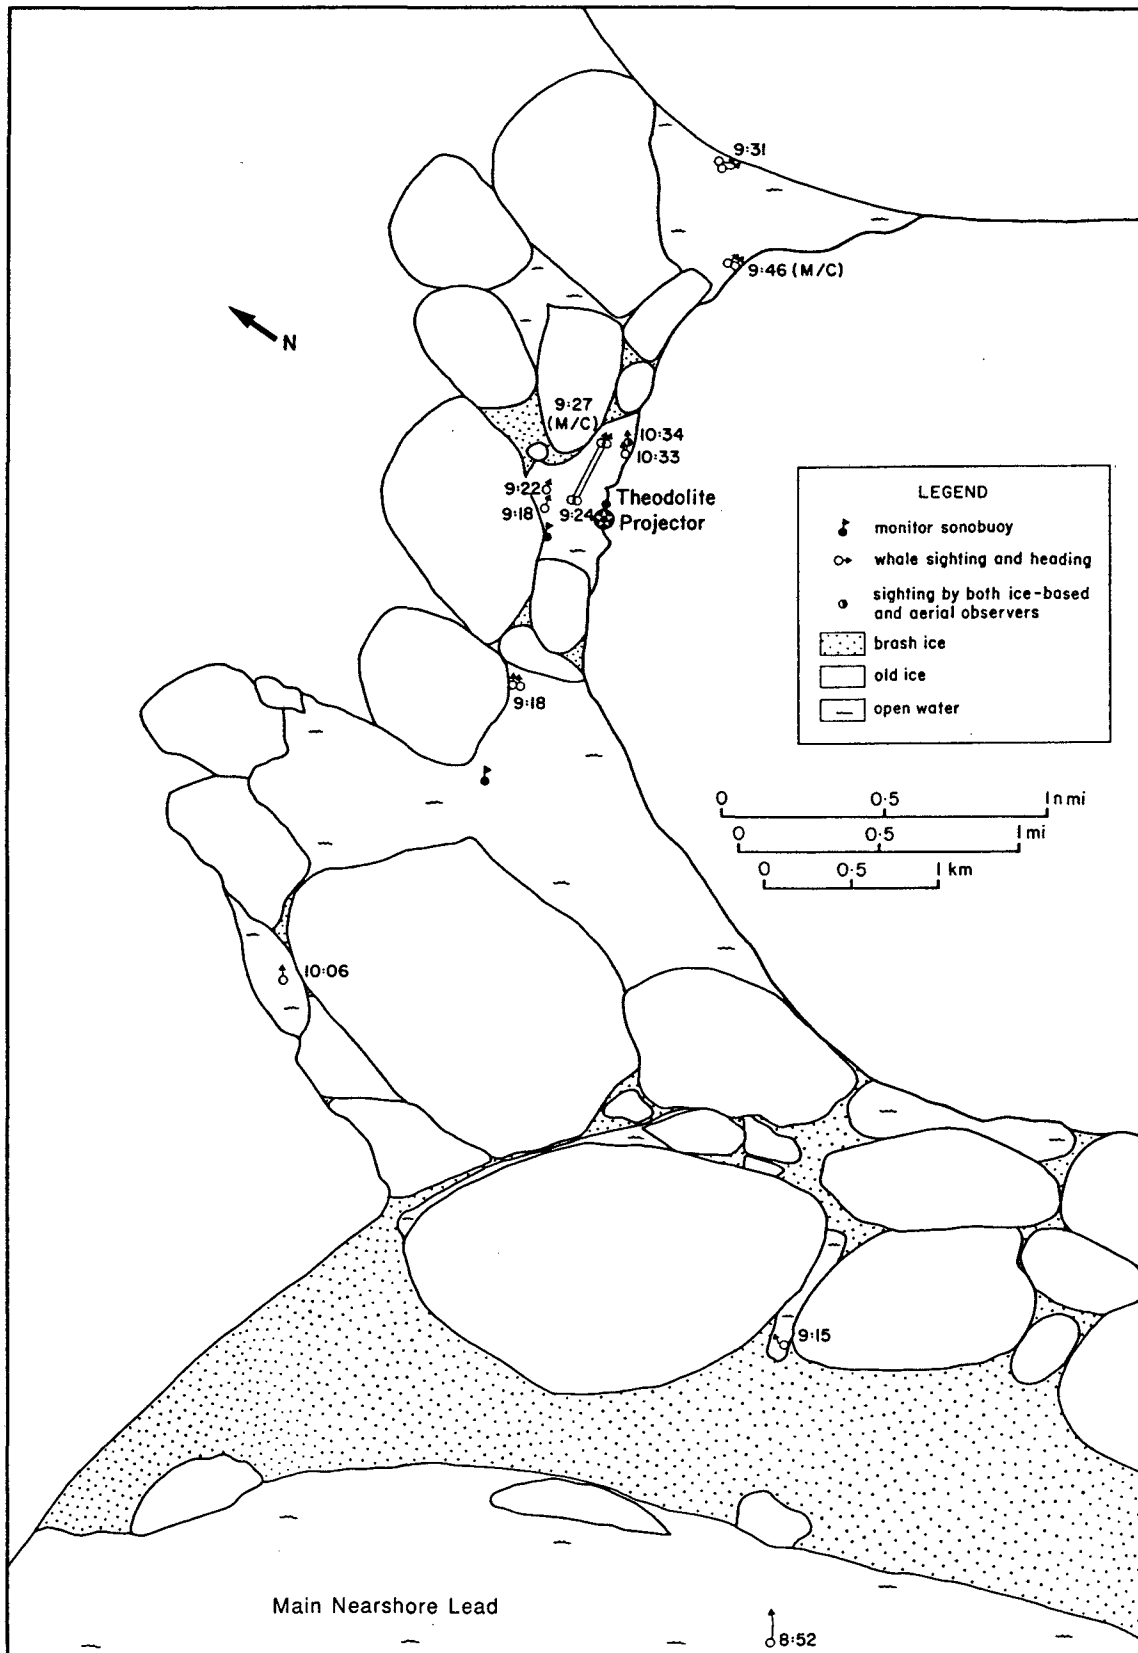 9:31
9:46 (M/C)
N
9:27
(M/C)
10:34
10:33
9:22
9:18
9:24
Theodolite
Projector
LEGEND
monitor sonobuoy
whale sighting and heading
sighting by both ice-based
and aerial observers
brash ice
old ice
open water
9:18
0 0·5 1 n mi
0 0·5 1 mi
0 0·5 1 km
10:06
9:15
Main Nearshore Lead
8:52